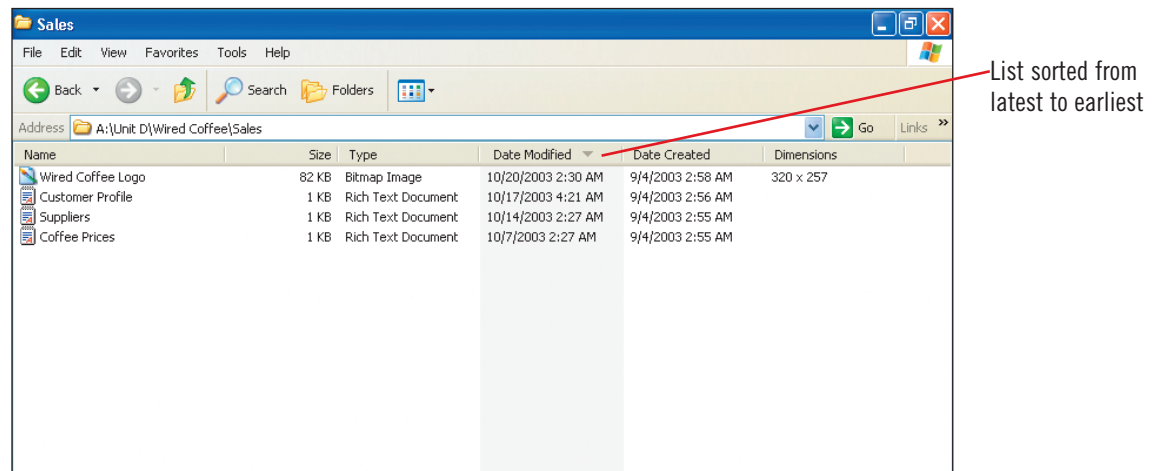 Sales
File Edit View Favorites Tools Help
Back Search Folders
Address A:\Unit D\Wired Coffee\Sales Go Links »
Name Size Type Date Modified Date Created Dimensions
Wired Coffee Logo 82 KB Bitmap Image 10/20/2003 2:30 AM 9/4/2003 2:58 AM 320 x 257
Customer Profile 1 KB Rich Text Document 10/17/2003 4:21 AM 9/4/2003 2:56 AM
Suppliers 1 KB Rich Text Document 10/14/2003 2:27 AM 9/4/2003 2:55 AM
Coffee Prices 1 KB Rich Text Document 10/7/2003 2:27 AM 9/4/2003 2:55 AM
List sorted from
latest to earliest